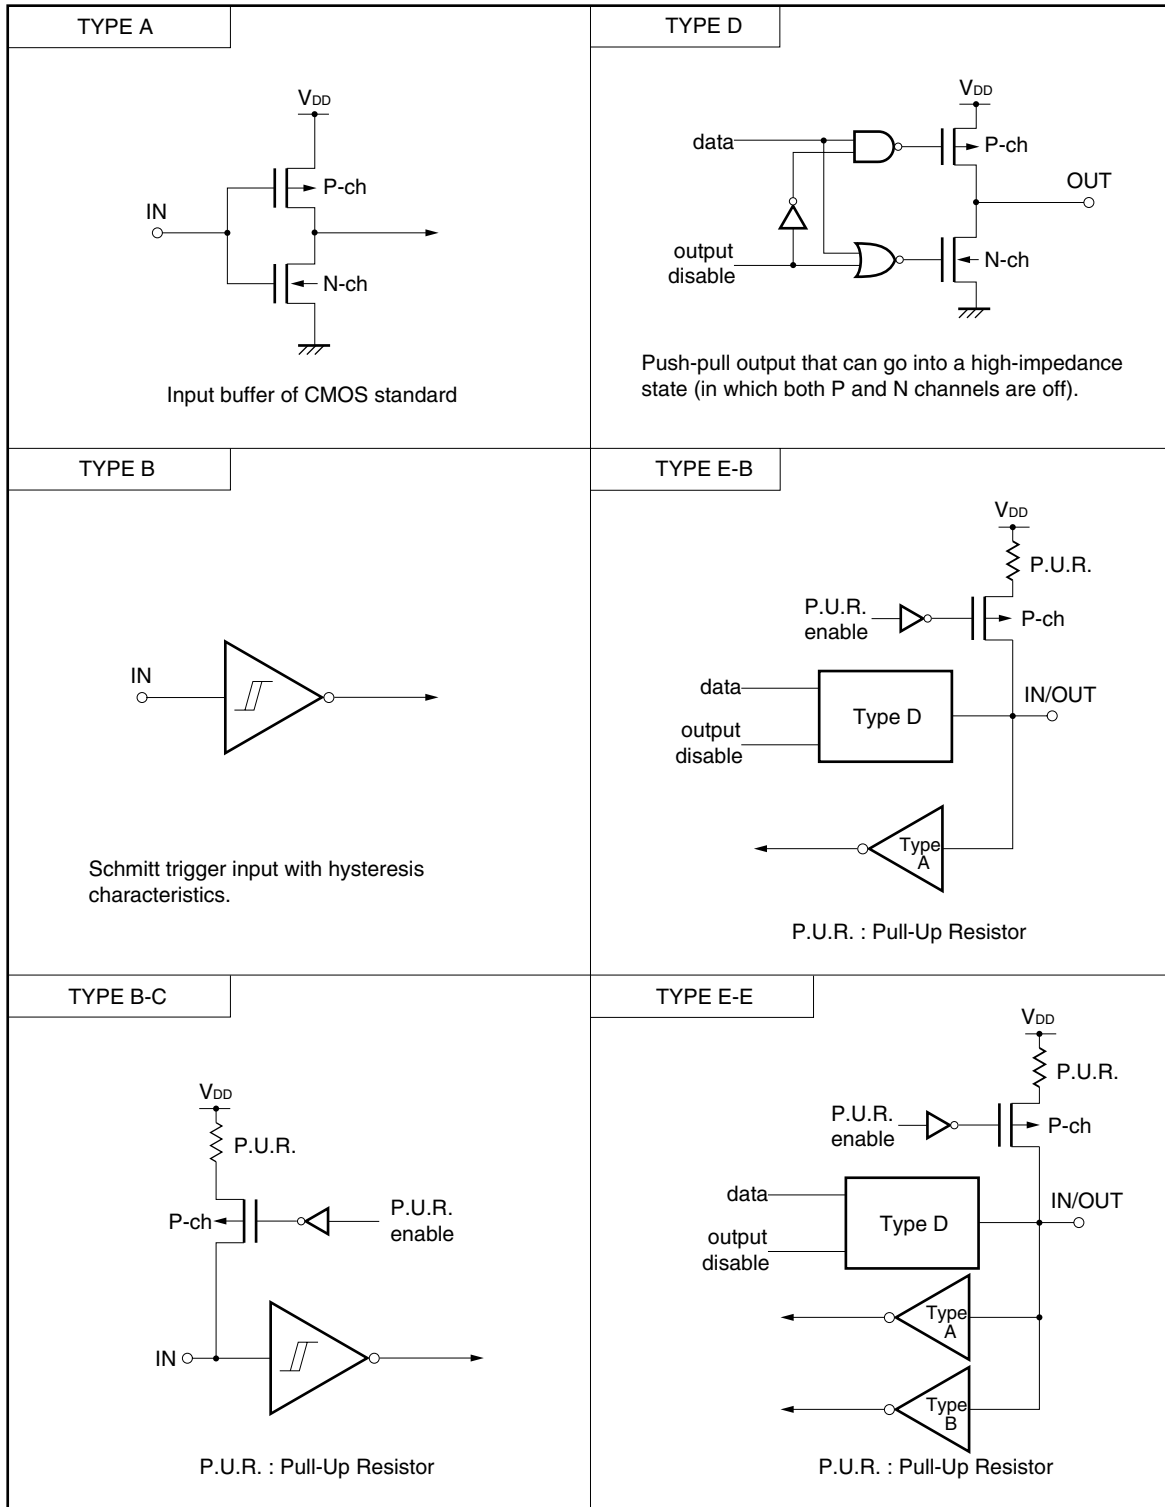 TYPE A
VDD
P-ch
IN
N-ch
Input buffer of CMOS standard
TYPE D
VDD
data
P-ch
OUT
output
disable
N-ch
Push-pull output that can go into a high-impedance
state (in which both P and N channels are off).
TYPE B
IN
Schmitt trigger input with hysteresis
characteristics.
TYPE E-B
VDD
P.U.R.
P.U.R.
enable
P-ch
data
IN/OUT
Type D
output
disable
Type
A
P.U.R. : Pull-Up Resistor
TYPE B-C
VDD
P.U.R.
P-ch
P.U.R.
enable
IN
P.U.R. : Pull-Up Resistor
TYPE E-E
VDD
P.U.R.
P.U.R.
enable
P-ch
data
IN/OUT
Type D
output
disable
Type
A
Type
B
P.U.R. : Pull-Up Resistor